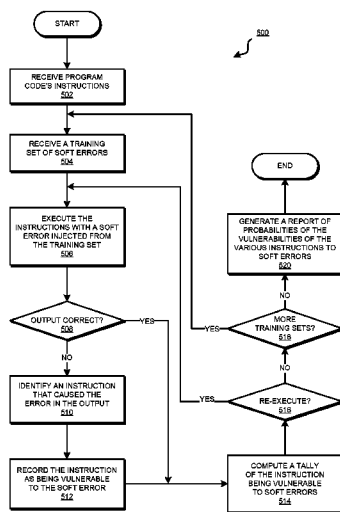 START
500
RECEIVE PROGRAM
CODE'S INSTRUCTIONS
502
RECEIVE A TRAINING
SET OF SOFT ERRORS
504
EXECUTE THE
INSTRUCTIONS WITH A SOFT
ERROR INJECTED FROM
THE TRAINING SET
506
OUTPUT CORRECT?
508
YES
NO
IDENTIFY AN INSTRUCTION
THAT CAUSED THE
ERROR IN THE OUTPUT
510
RECORD THE INSTRUCTION
AS BEING VULNERABLE
TO THE SOFT ERROR
512
COMPUTE A TALLY
OF THE INSTRUCTION
BEING VULNERABLE
TO SOFT ERRORS
514
RE-EXECUTE?
516
YES
NO
MORE
TRAINING SETS?
518
YES
NO
GENERATE A REPORT OF
PROBABILITIES OF THE
VULNERABILITIES OF THE
VARIOUS INSTRUCTIONS TO
SOFT ERRORS
520
END